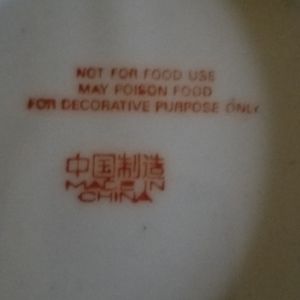 NOT FOR FOOD USE
MAY POISON FOOD
FOR DECORATIVE PURPOSE ONLY
中国制造
MADE IN
CHINA